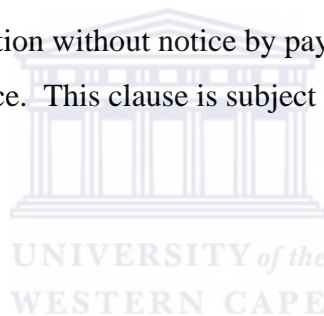 tion without notice by pay
ce. This clause is subject
UNIVERSITY of the
WESTERN CAPE